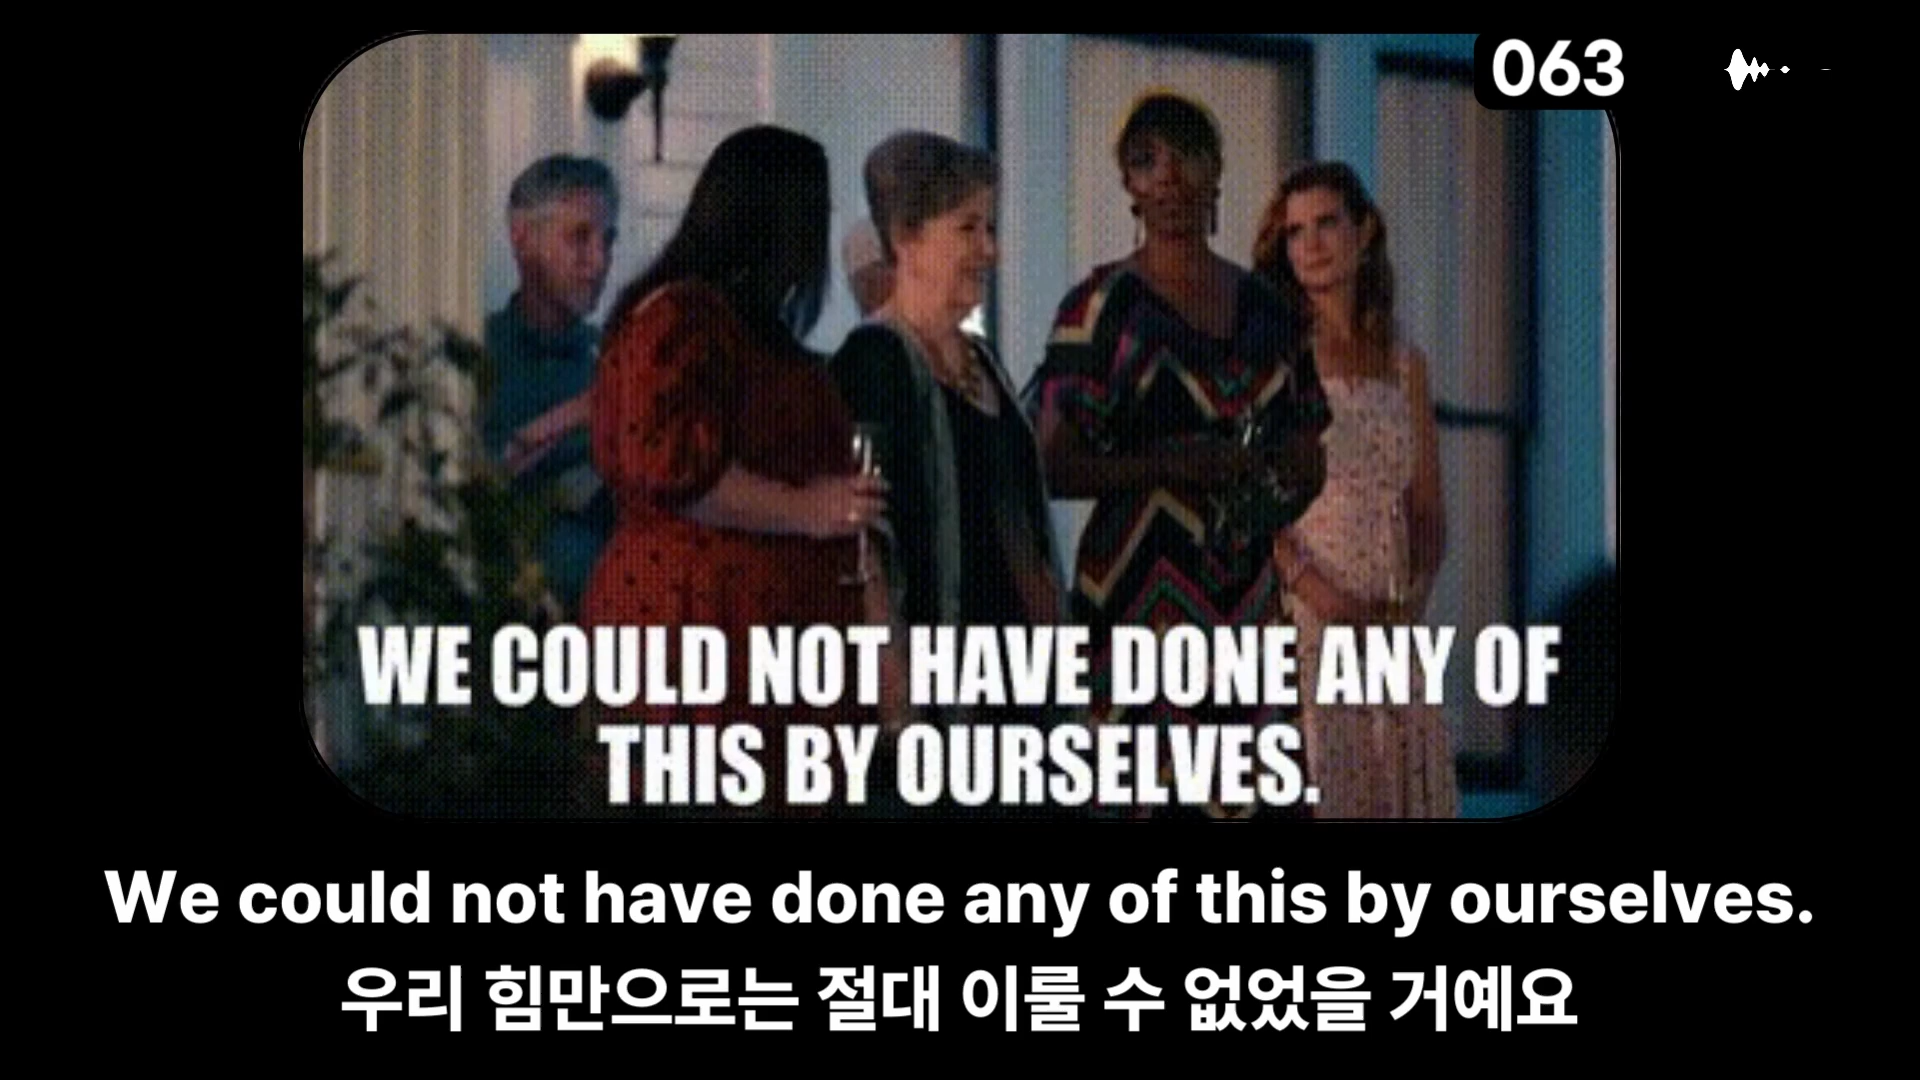 063
WE COULD NOT HAVE DONE ANY OF
THIS BY OURSELVES.
We could not have done any of this by ourselves.
우리 힘만으로는 절대 이룰 수 없었을 거예요